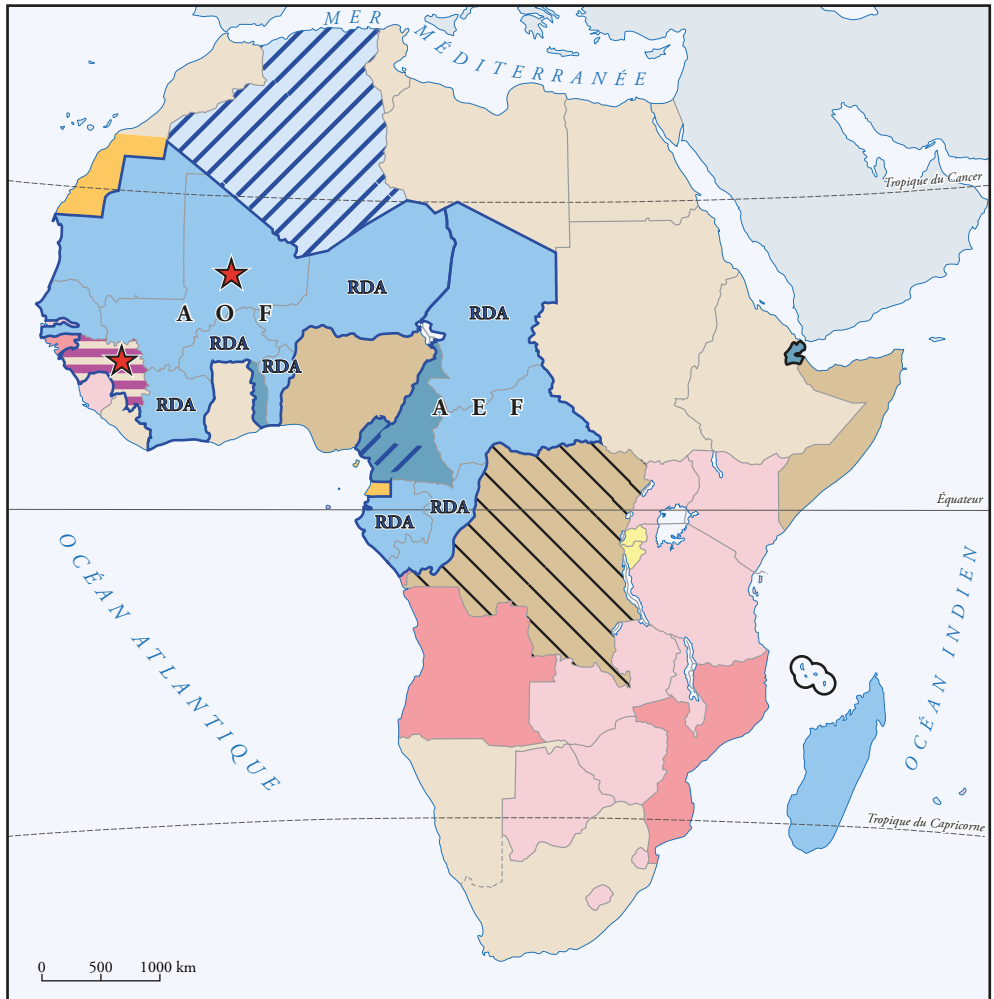 MER
MÉDITERRANÉE
Tropique du Cancer
RDA
RDA
A O F
RDA
RDA
RDA
A E F
Équateur
RDA
RDA
OCÉAN ATLANTIQUE
OCÉAN INDIEN
Tropique du Capricorne
0 500 1000 km